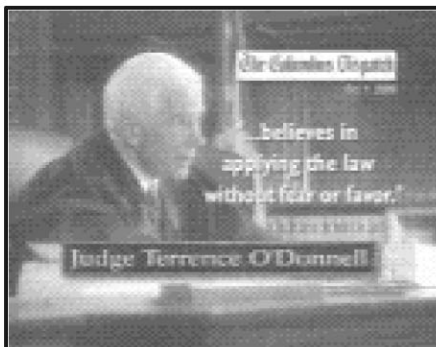 The Columbus Dispatch
...believes in
applying the law
without fear or favor."
Judge Terrence O'Donnell